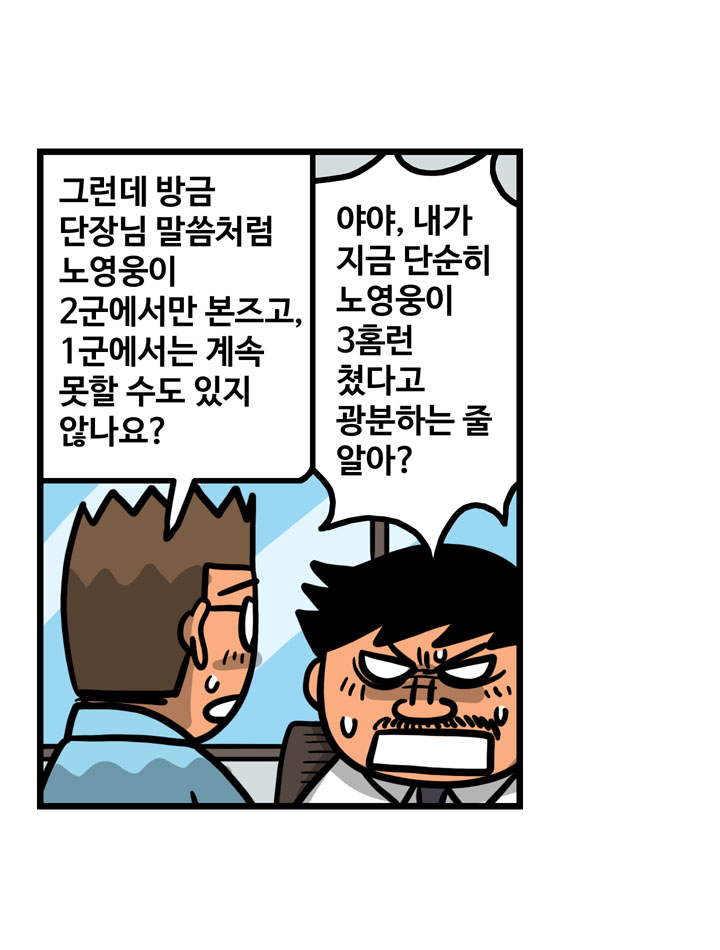 그런데 방금
단장님 말씀처럼
노영웅이
2군에서만 본즈고,
1군에서는 계속
못할 수도 있지
않나요?
야야, 내가
지금 단순히
노영웅이
3홈런
쳤다고
광분하는 줄
알아?